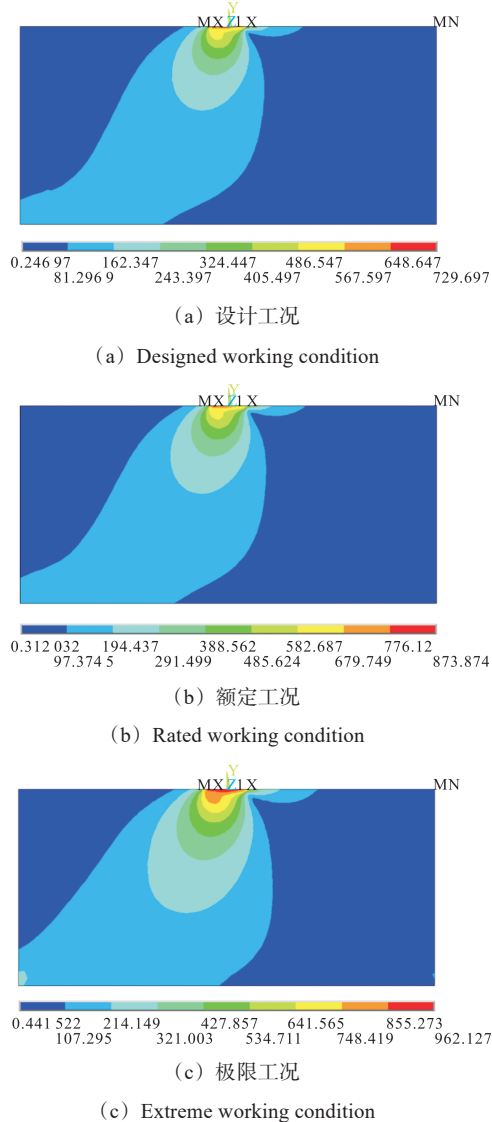 Y
MX Z1 X MN
0.246 97 162.347 324.447 486.547 648.647
81.296 9 243.397 405.497 567.597 729.697
（a）设计工况
（a）Designed working condition
Y
MX Z1 X MN
0.312 032 194.437 388.562 582.687 776.12
97.374 5 291.499 485.624 679.749 873.874
（b）额定工况
（b）Rated working condition
Y
MX Z1 X MN
0.441 522 214.149 427.857 641.565 855.273
107.295 321.003 534.711 748.419 962.127
（c）极限工况
（c）Extreme working condition